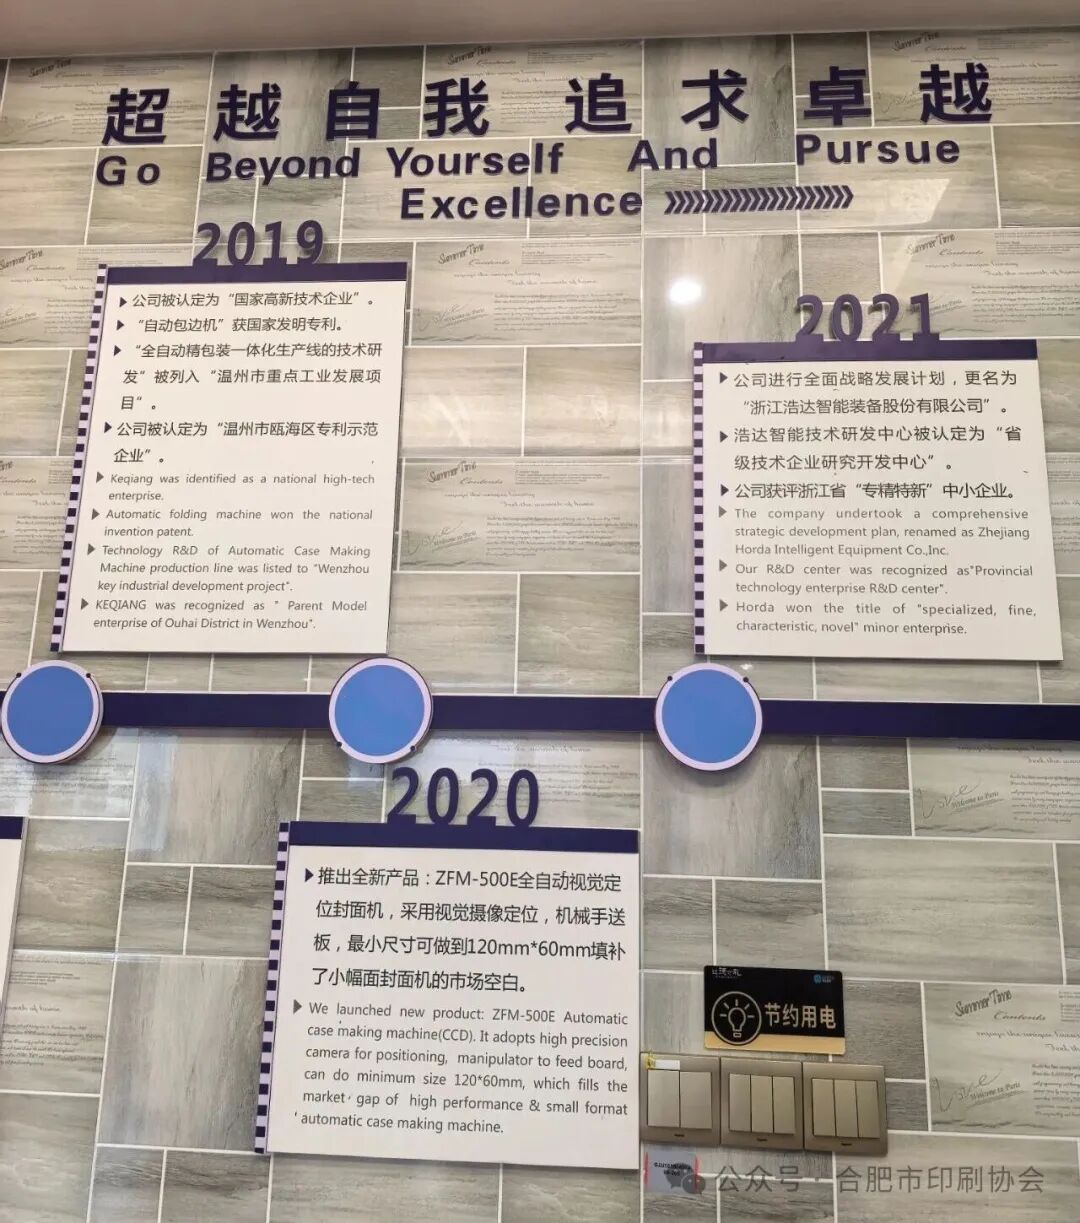 超越自我 追求卓越
Go Beyond Yourself And Pursue
Excellence
2019
公司被认定为“国家高新技术企业”。
“自动包边机”获国家发明专利。
“全自动精包装一体化生产线的技术研
发”被列入“温州市重点工业发展项
目”。
公司被认定为“温州市瓯海区专利示范
企业”。
Keqiang was identified as a national high-tech
enterprise.
Automatic folding machine won the national
invention patent.
Technology R&D of Automatic Case Making
Machine production line was listed to "Wenzhou
key industrial development project".
KEQIANG was recognized as " Parent Model
enterprise of Ouhai District in Wenzhou".
2021
公司进行全面战略发展计划，更名为
“浙江浩达智能装备股份有限公司”。
浩达智能技术研发中心被认定为“省
级技术企业研究开发中心”。
公司获评浙江省“专精特新”中小企业。
The company undertook a comprehensive
strategic development plan, renamed as Zhejiang
Horda Intelligent Equipment Co.,Inc.
Our R&D center was recognized as"Provincial
technology enterprise R&D center".
Horda won the title of "specialized, fine,
characteristic, novel" minor enterprise.
2020
推出全新产品：ZFM-500E全自动视觉定
位封面机，采用视觉摄像定位，机械手送
板，最小尺寸可做到120mm*60mm填补
了小幅面封面机的市场空白。
We launched new product: ZFM-500E Automatic
case making machine(CCD). It adopts high precision
camera for positioning, manipulator to feed board,
can do minimum size 120*60mm, which fills the
market gap of high performance & small format
automatic case making machine.
节约用电
Summer Time
Contents
Love
Welcome to Paris
公众号·合肥市印刷协会